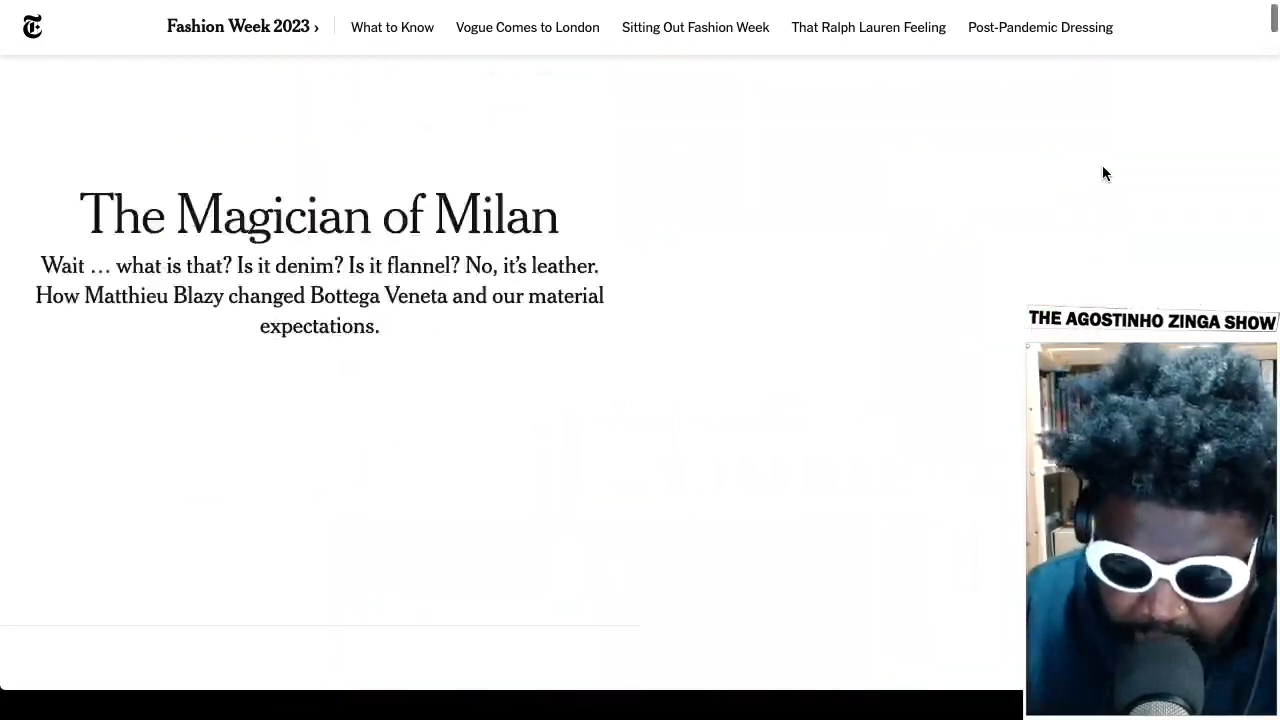 Fashion Week 2023 ›
What to Know
Vogue Comes to London
Sitting Out Fashion Week
That Ralph Lauren Feeling
Post-Pandemic Dressing
The Magician of Milan
Wait … what is that? Is it denim? Is it flannel? No, it’s leather.
How Matthieu Blazy changed Bottega Veneta and our material
expectations.
THE AGOSTINHO ZINGA SHOW